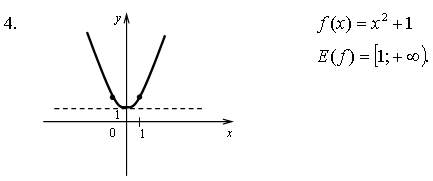 4.
y
f(x) = x² + 1
E(f) = [1; + ∞).
1
0 1 x